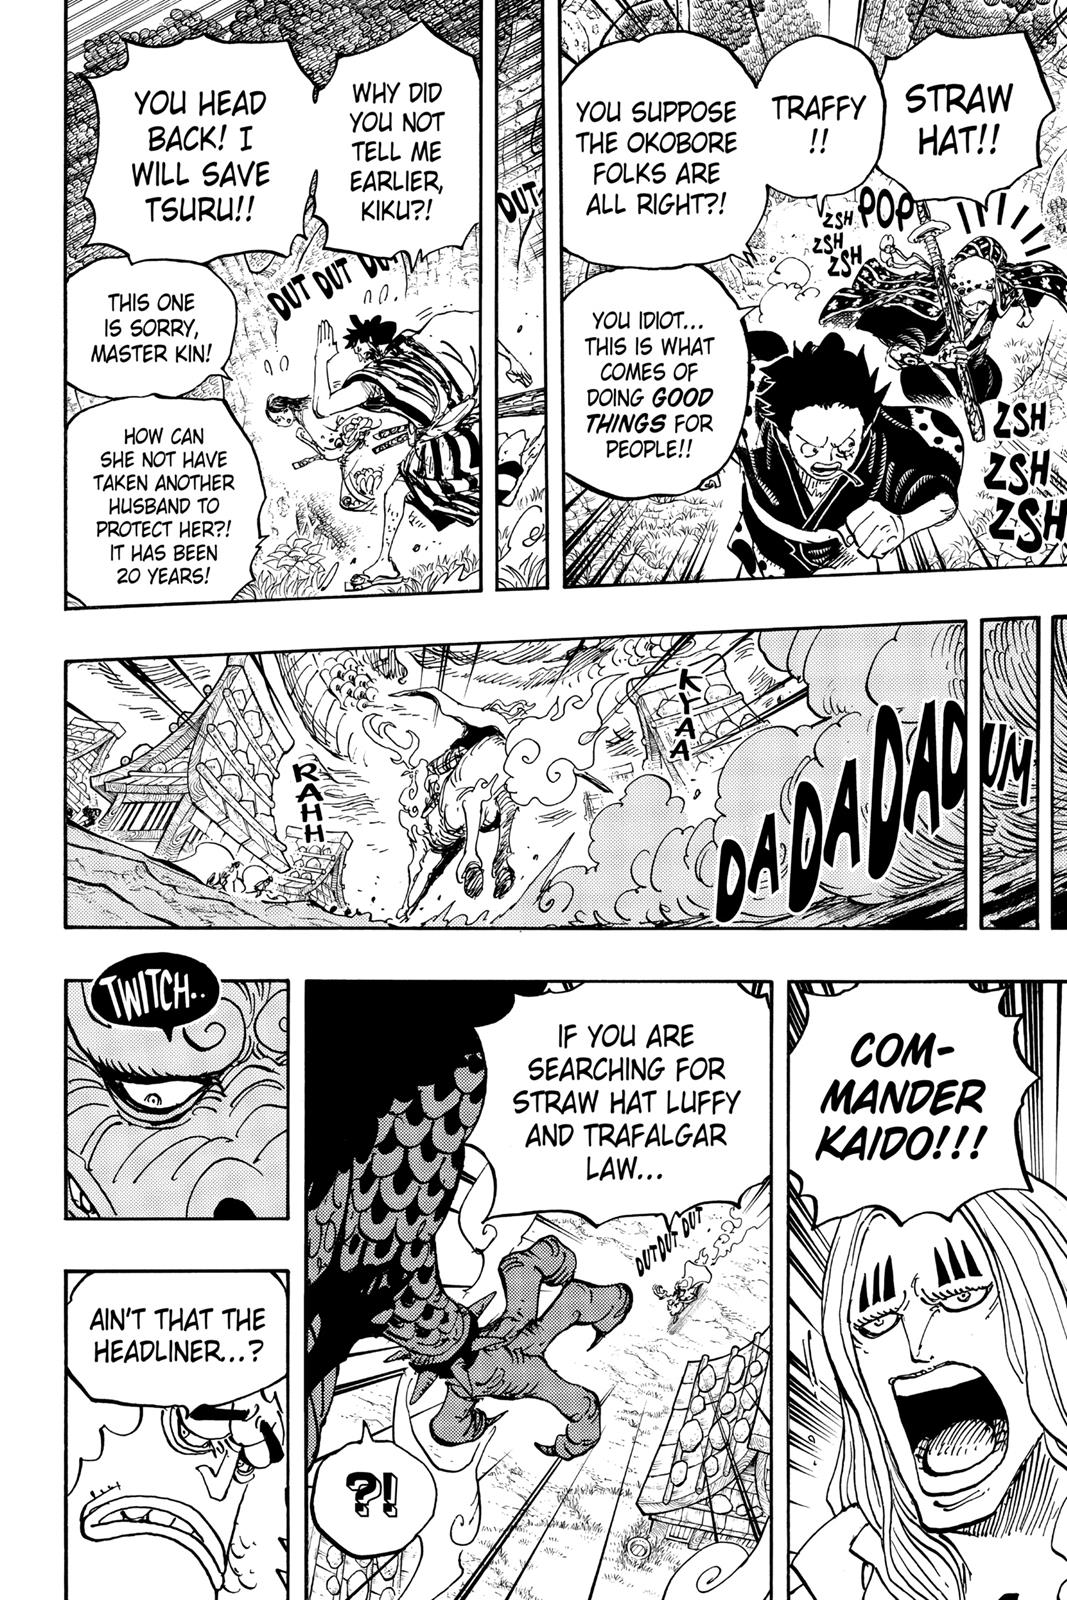 STRAW
HAT!!
TRAFFY
!!
YOU SUPPOSE
THE OKOBORE
FOLKS ARE
ALL RIGHT?!
POP
ZSH
ZSH
ZSH
YOU IDIOT...
THIS IS WHAT
COMES OF
DOING GOOD
THINGS FOR
PEOPLE!!
ZSH
ZSH
ZSH
DUT
WHY DID
YOU NOT
TELL ME
EARLIER,
KIKU?!
YOU HEAD
BACK! I
WILL SAVE
TSURU!!
DUT DUT DUT
THIS ONE
IS SORRY,
MASTER KIN!
HOW CAN
SHE NOT HAVE
TAKEN ANOTHER
HUSBAND TO
PROTECT HER?!
IT HAS BEEN
20 YEARS!
KYAA
RAHH
DADADADADUM
COM-
MANDER
KAIDO!!!
IF YOU ARE
SEARCHING FOR
STRAW HAT LUFFY
AND TRAFALGAR
LAW...
DUT DUT DUT
?!
TWITCH..
AIN'T THAT THE
HEADLINER...?